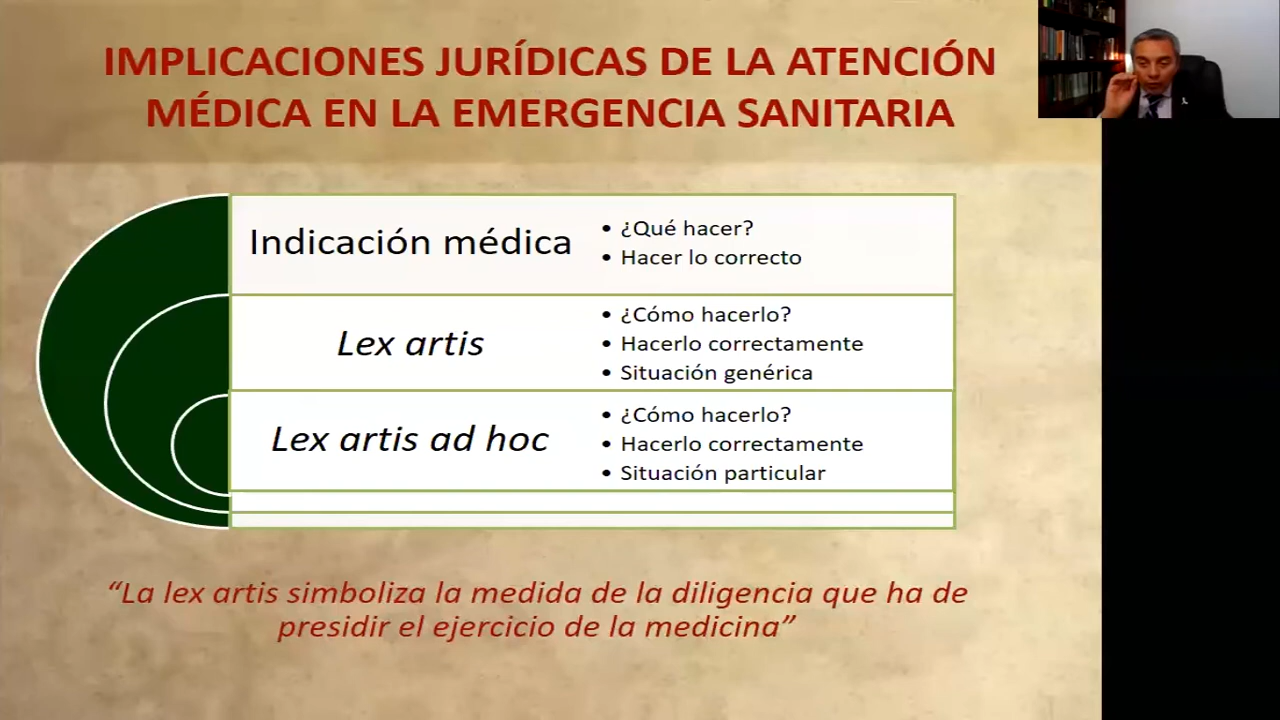 IMPLICACIONES JURÍDICAS DE LA ATENCIÓN
MÉDICA EN LA EMERGENCIA SANITARIA
Indicación médica
• ¿Qué hacer?
• Hacer lo correcto
Lex artis
• ¿Cómo hacerlo?
• Hacerlo correctamente
• Situación genérica
Lex artis ad hoc
• ¿Cómo hacerlo?
• Hacerlo correctamente
• Situación particular
“La lex artis simboliza la medida de la diligencia que ha de
presidir el ejercicio de la medicina”